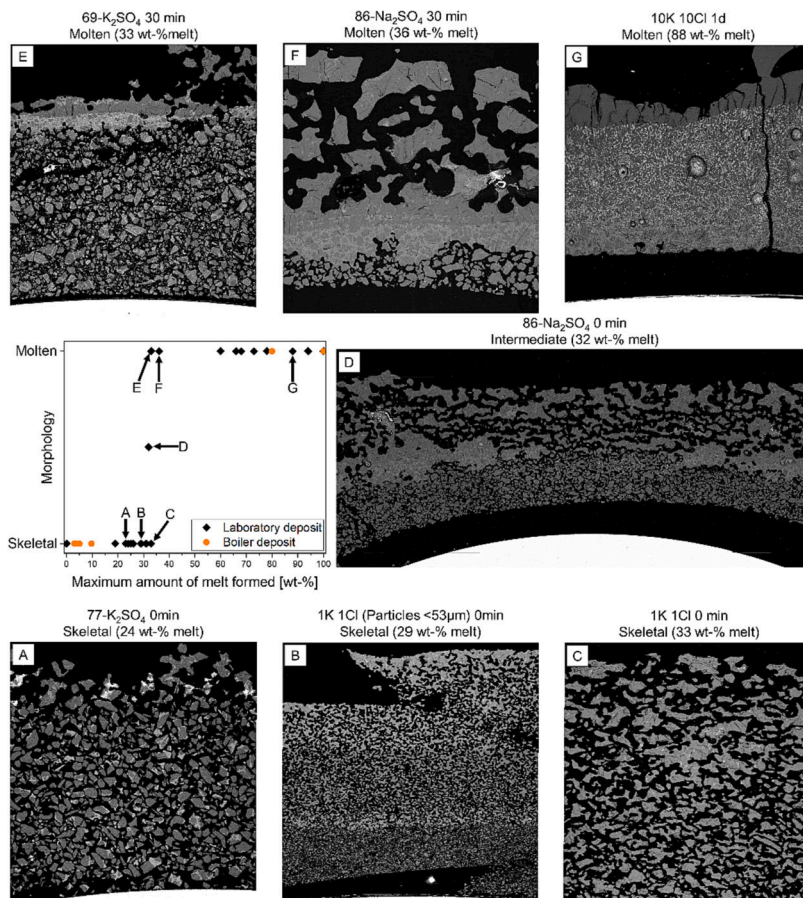 69-K₂SO₄ 30 min
Molten (33 wt-%melt)
E
86-Na₂SO₄ 30 min
Molten (36 wt-% melt)
F
10K 10Cl 1d
Molten (88 wt-% melt)
G
Molten
Skeletal
Morphology
E
F
G
D
A
B
C
Laboratory deposit
Boiler deposit
0 10 20 30 40 50 60 70 80 90 100
Maximum amount of melt formed [wt-%]
86-Na₂SO₄ 0 min
Intermediate (32 wt-% melt)
D
77-K₂SO₄ 0min
Skeletal (24 wt-% melt)
A
1K 1Cl (Particles <53µm) 0min
Skeletal (29 wt-% melt)
B
1K 1Cl 0 min
Skeletal (33 wt-% melt)
C